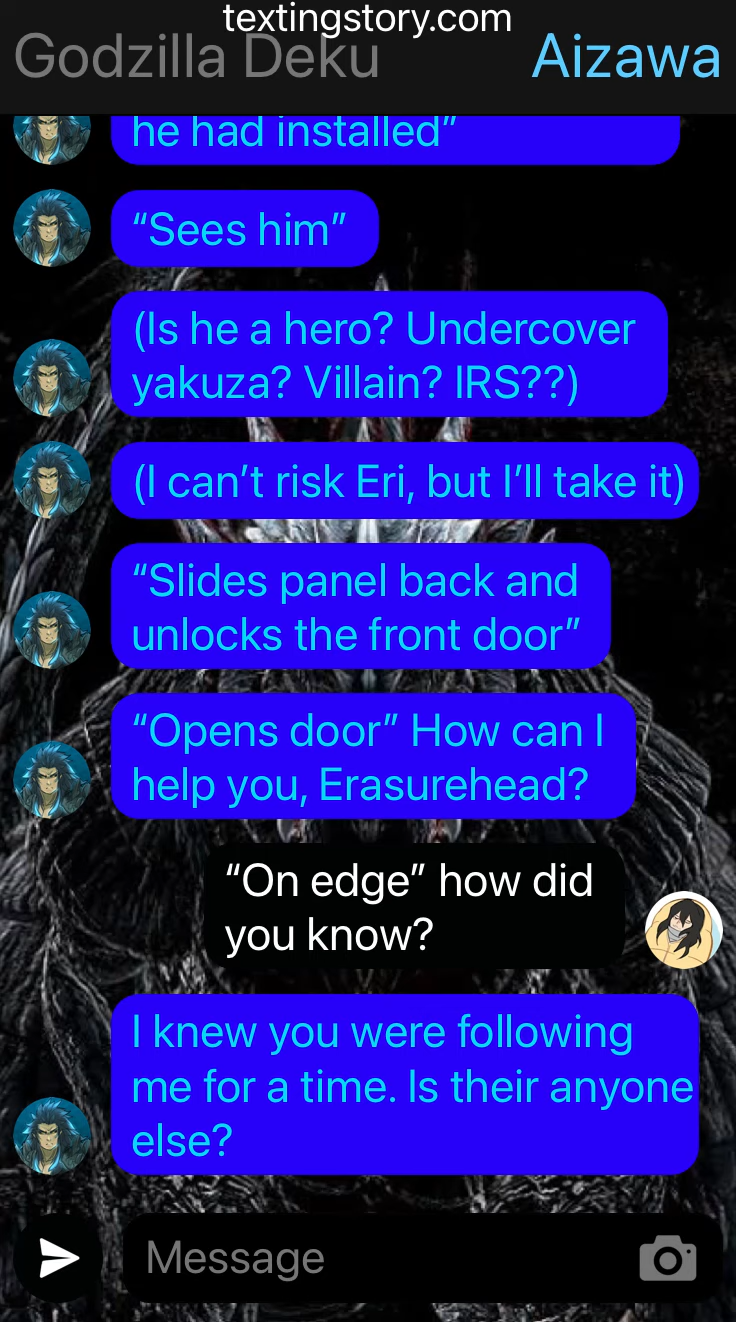 textingstory.com
Godzilla Deku
Aizawa
he had installed”
“Sees him”
(Is he a hero? Undercover
yakuza? Villain? IRS??)
(I can’t risk Eri, but I’ll take it)
“Slides panel back and
unlocks the front door”
“Opens door” How can I
help you, Erasurehead?
“On edge” how did
you know?
I knew you were following
me for a time. Is their anyone
else?
Message